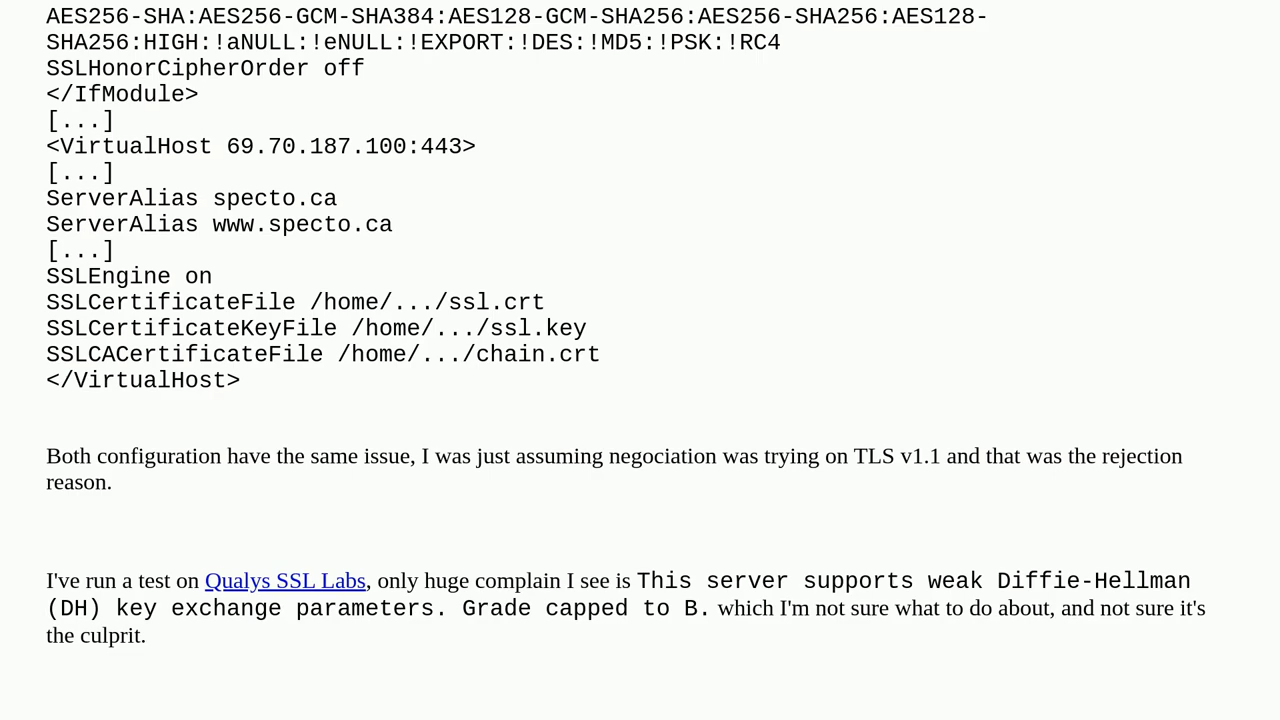 AES256-SHA:AES256-GCM-SHA384:AES128-GCM-SHA256:AES256-SHA256:AES128-
SHA256:HIGH:!aNULL:!eNULL:!EXPORT:!DES:!MD5:!PSK:!RC4
SSLHonorCipherOrder off
</IfModule>
[...]
<VirtualHost 69.70.187.100:443>
[...]
ServerAlias specto.ca
ServerAlias www.specto.ca
[...]
SSLEngine on
SSLCertificateFile /home/.../ssl.crt
SSLCertificateKeyFile /home/.../ssl.key
SSLCACertificateFile /home/.../chain.crt
</VirtualHost>
Both configuration have the same issue, I was just assuming negociation was trying on TLS v1.1 and that was the rejection
reason.
I've run a test on Qualys SSL Labs, only huge complain I see is This server supports weak Diffie-Hellman
(DH) key exchange parameters. Grade capped to B. which I'm not sure what to do about, and not sure it's
the culprit.